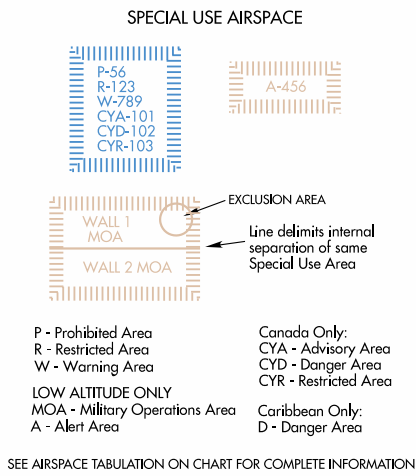 SPECIAL USE AIRSPACE
P-56
R-123
W-789
CYA-101
CYD-102
CYR-103
A-456
EXCLUSION AREA
WALL 1
MOA
Line delimits internal
separation of same
Special Use Area
WALL 2 MOA
P - Prohibited Area
R - Restricted Area
W - Warning Area
LOW ALTITUDE ONLY
MOA - Military Operations Area
A - Alert Area
Canada Only:
CYA - Advisory Area
CYD - Danger Area
CYR - Restricted Area
Caribbean Only:
D - Danger Area
SEE AIRSPACE TABULATION ON CHART FOR COMPLETE INFORMATION